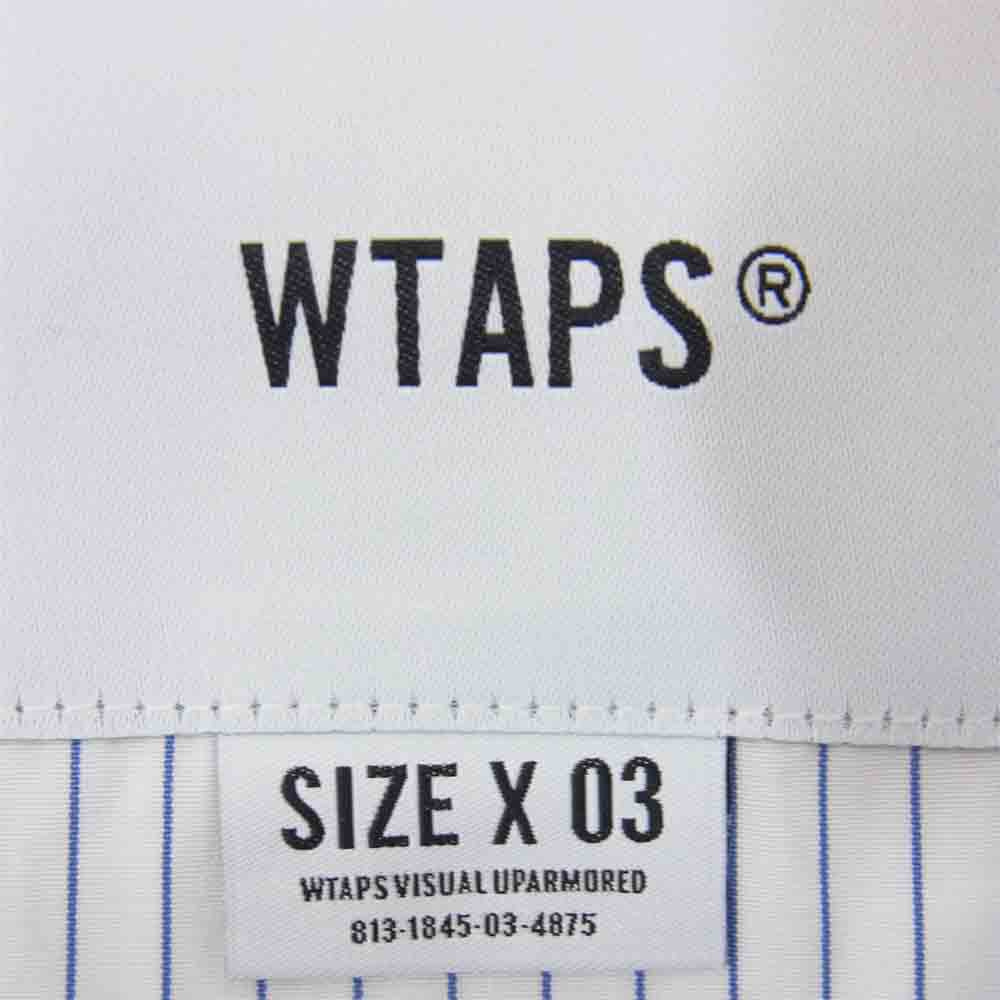 WTAPS®
SIZE X 03
WTAPS VISUAL UPARMORED
813-1845-03-4875